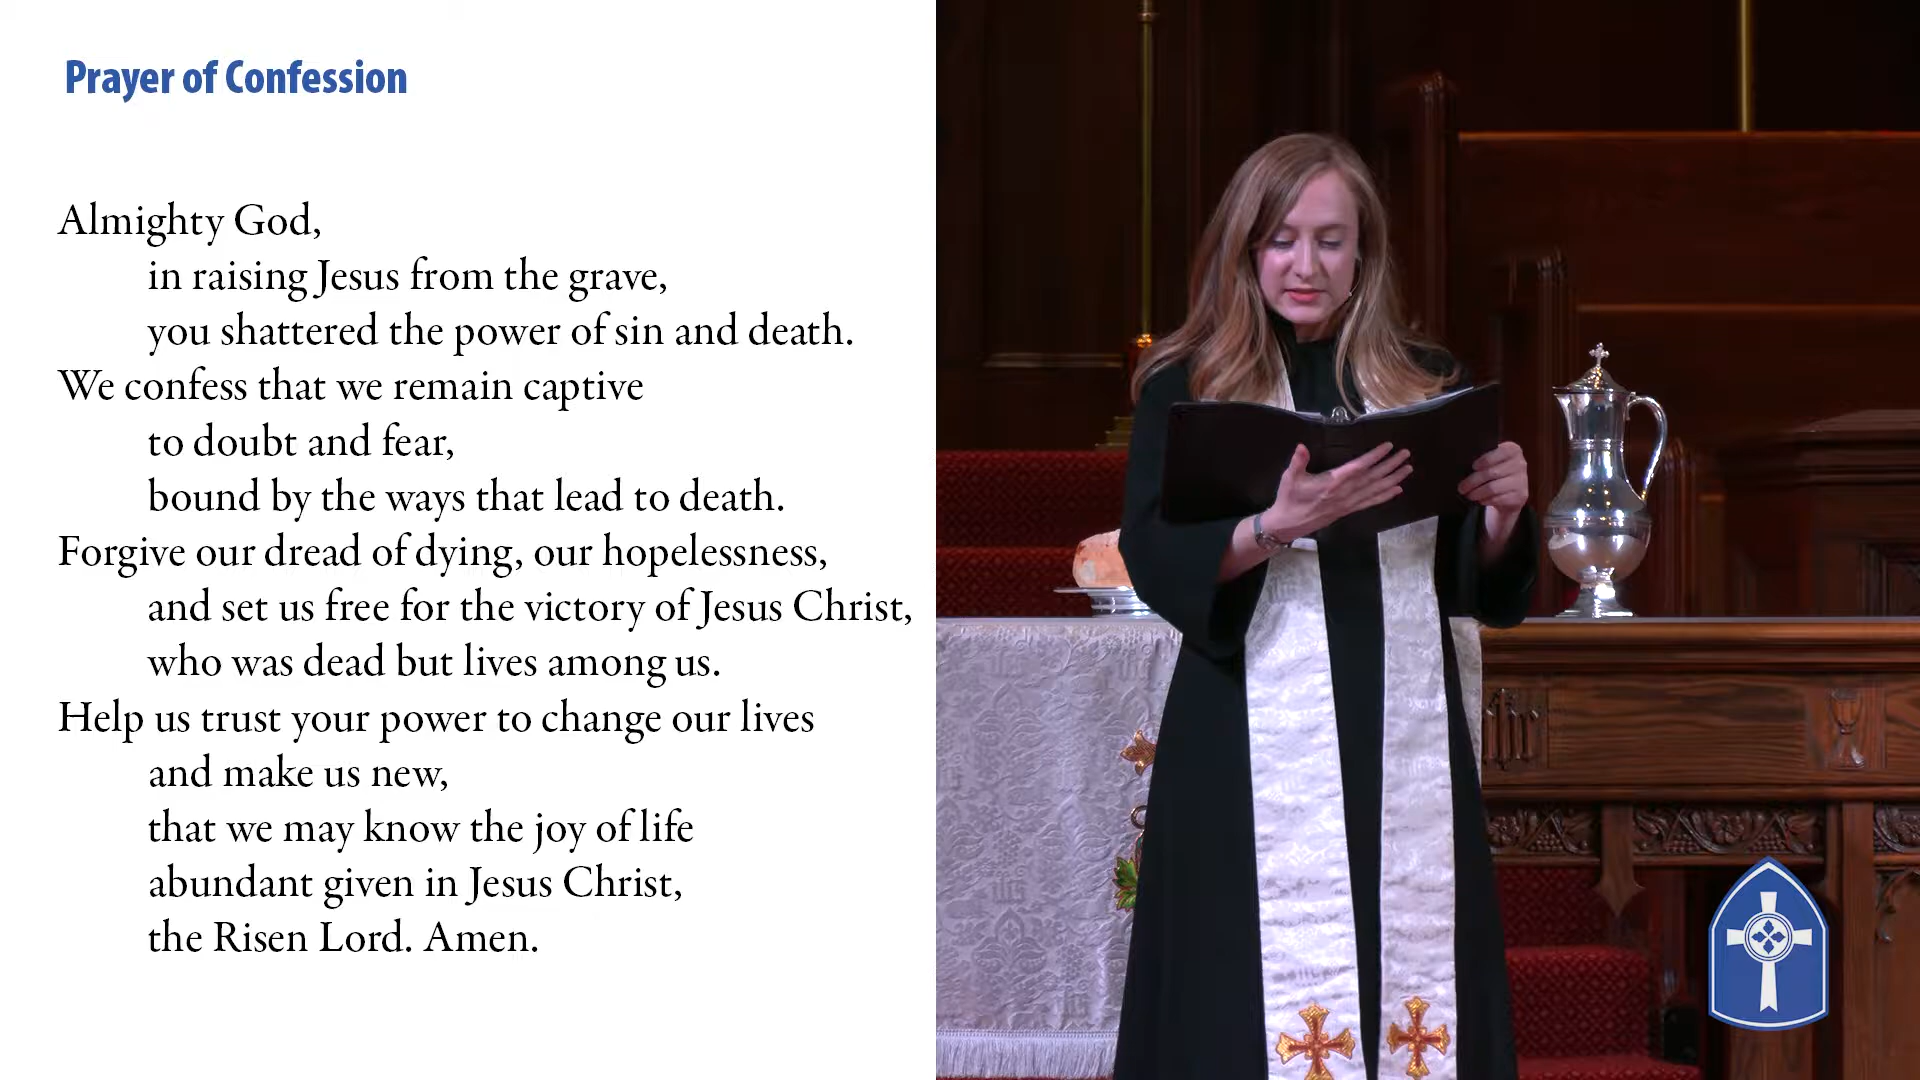 Prayer of Confession
Almighty God,
in raising Jesus from the grave,
you shattered the power of sin and death.
We confess that we remain captive
to doubt and fear,
bound by the ways that lead to death.
Forgive our dread of dying, our hopelessness,
and set us free for the victory of Jesus Christ,
who was dead but lives among us.
Help us trust your power to change our lives
and make us new,
that we may know the joy of life
abundant given in Jesus Christ,
the Risen Lord. Amen.